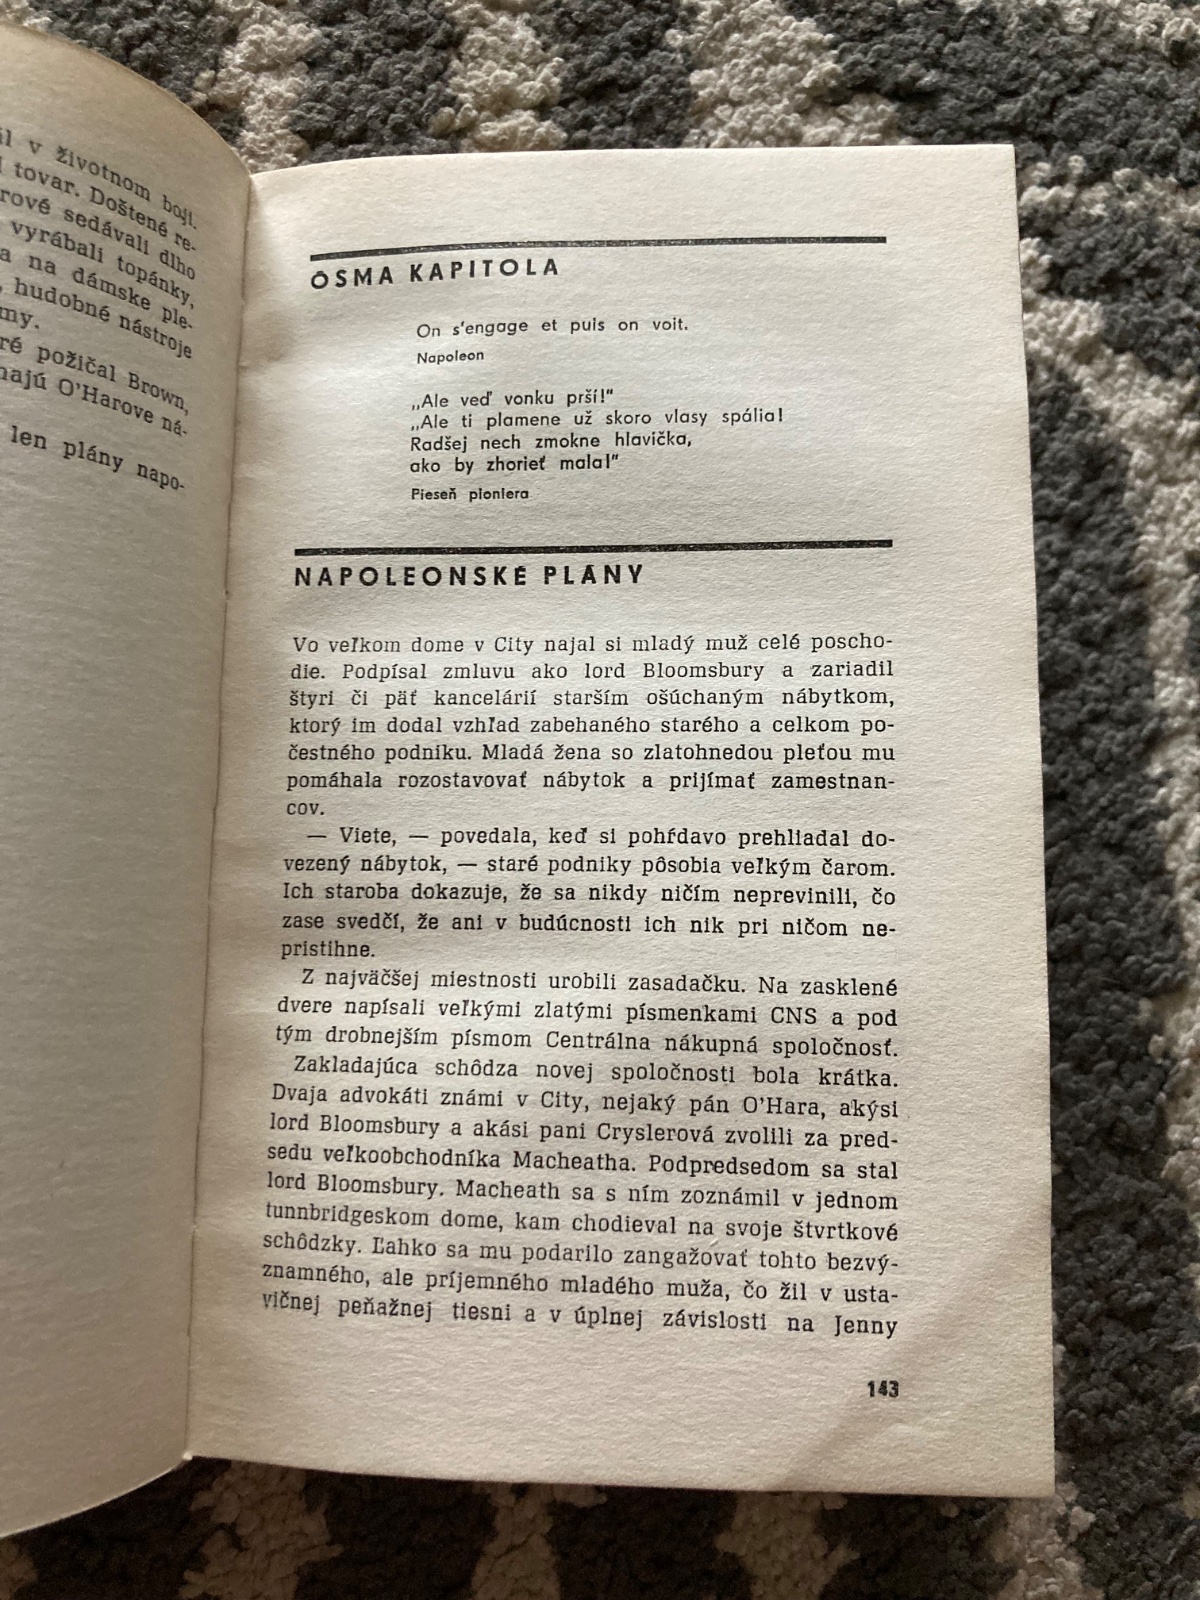 v životnom boji.
tovar. Doštené re-
sedávali dlho
vyrábali topánky,
a na dámske ple-
hudobné nástroje
požičal Brown,
O'Harove ná-
len plány napo-
ÔSMA KAPITOLA
On s'engage et puis on voit.
Napoleon
„Ale veď vonku prší!"
„Ale ti plamene už skoro vlasy spália!
Radšej nech zmokne hlavička,
ako by zhorieť mala!"
Pieseň pioniera
NAPOLEONSKÉ PLÁNY
Vo veľkom dome v City najal si mladý muž celé poscho-
die. Podpísal zmluvu ako lord Bloomsbury a zariadil
štyri či päť kancelárií starším ošúchaným nábytkom,
ktorý im dodal vzhľad zabehaného starého a celkom po-
čestného podniku. Mladá žena so zlatohnedou pleťou mu
pomáhala rozostavovať nábytok a prijímať zamestnan-
cov.
— Viete, — povedala, keď si pohŕdavo prehliadal do-
vezený nábytok, — staré podniky pôsobia veľkým čarom.
Ich staroba dokazuje, že sa nikdy ničím neprevinili, čo
zase svedčí, že ani v budúcnosti ich nik pri ničom ne-
pristihne.
Z najväčšej miestnosti urobili zasadačku. Na zasklené
dvere napísali veľkými zlatými písmenkami CNS a pod
tým drobnejším písmom Centrálna nákupná spoločnosť.
Zakladajúca schôdza novej spoločnosti bola krátka.
Dvaja advokáti známi v City, nejaký pán O'Hara, akýsi
lord Bloomsbury a akási pani Cryslerová zvolili za pred-
sedu veľkoobchodníka Macheatha. Podpredsedom sa stal
lord Bloomsbury. Macheath sa s ním zoznámil v jednom
tunnbridgeskom dome, kam chodieval na svoje štvrtkové
schôdzky. Ľahko sa mu podarilo zangažovať tohto bezvý-
znamného, ale príjemného mladého muža, čo žil v usta-
vičnej peňažnej tiesni a v úplnej závislosti na Jenny
143